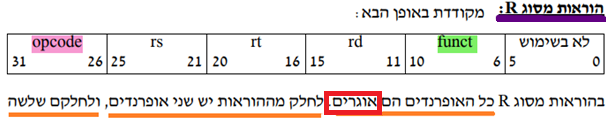 הוראות מסוג R: מקודדת באופן הבא:
opcode rs rt rd funct לא בשימוש
31 26 25 21 20 16 15 11 10 6 5 0
בהוראות מסוג R כל האופרנדים הם אוגרים. לחלק מההוראות יש שני אופרנדים, ולחלקם שלשה